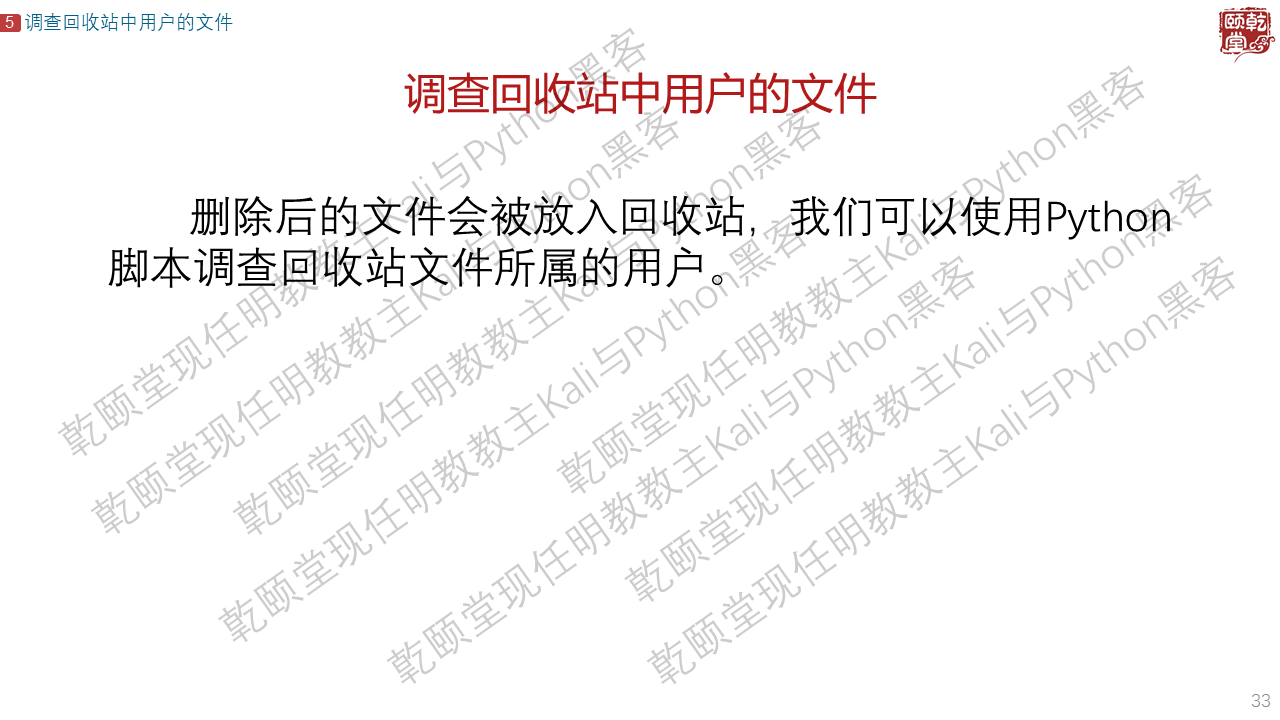 5 调查回收站中用户的文件
颐乾堂
调查回收站中用户的文件
删除后的文件会被放入回收站，我们可以使用Python
脚本调查回收站文件所属的用户。
乾颐堂现任明教教主Kali与Python黑客
乾颐堂现任明教教主Kali与Python黑客
乾颐堂现任明教教主Kali与Python黑客
乾颐堂现任明教教主Kali与Python黑客
乾颐堂现任明教教主Kali与Python黑客
乾颐堂现任明教教主Kali与Python黑客
乾颐堂现任明教教主Kali与Python黑客
乾颐堂现任明教教主Kali与Python黑客
33